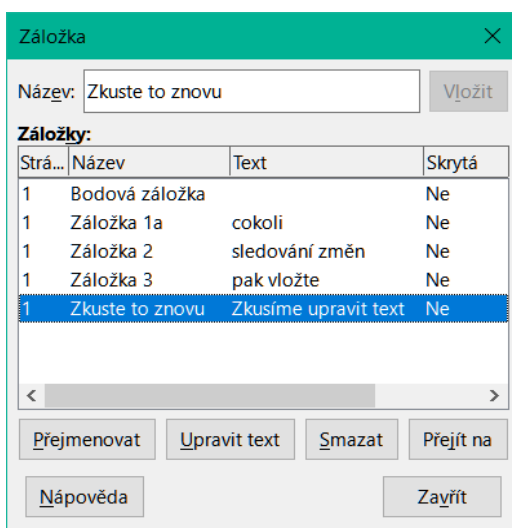 Záložka
Název: Zkuste to znovu Vložit
Záložky:
Strá... Název Text Skrytá
1 Bodová záložka Ne
1 Záložka 1a cokoli Ne
1 Záložka 2 sledování změn Ne
1 Záložka 3 pak vložte Ne
1 Zkuste to znovu Zkusíme upravit text Ne
Přejmenovat Upravit text Smazat Přejít na
Nápověda Zavřít